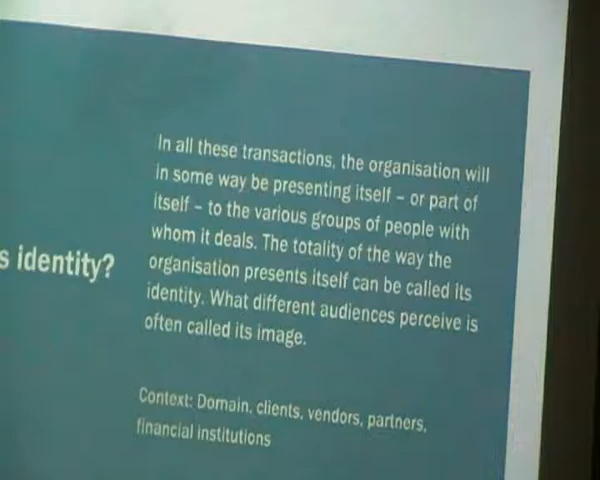 s identity?
In all these transactions, the organisation will
in some way be presenting itself – or part of
itself – to the various groups of people with
whom it deals. The totality of the way the
organisation presents itself can be called its
identity. What different audiences perceive is
often called its image.
Context: Domain, clients, vendors, partners,
financial institutions